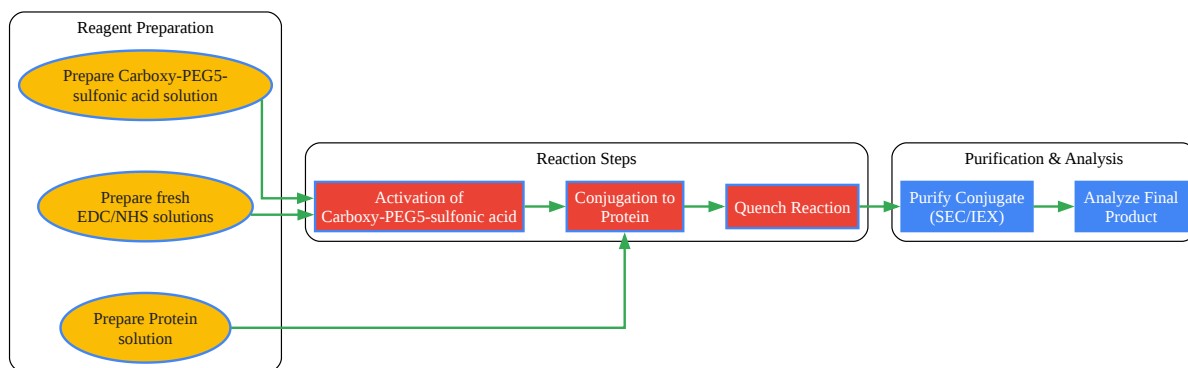 Reagent Preparation
Prepare Carboxy-PEG5-
sulfonic acid solution
Prepare fresh
EDC/NHS solutions
Prepare Protein
solution
Reaction Steps
Activation of
Carboxy-PEG5-sulfonic acid
Conjugation to
Protein
Quench Reaction
Purification & Analysis
Purify Conjugate
(SEC/IEX)
Analyze Final
Product